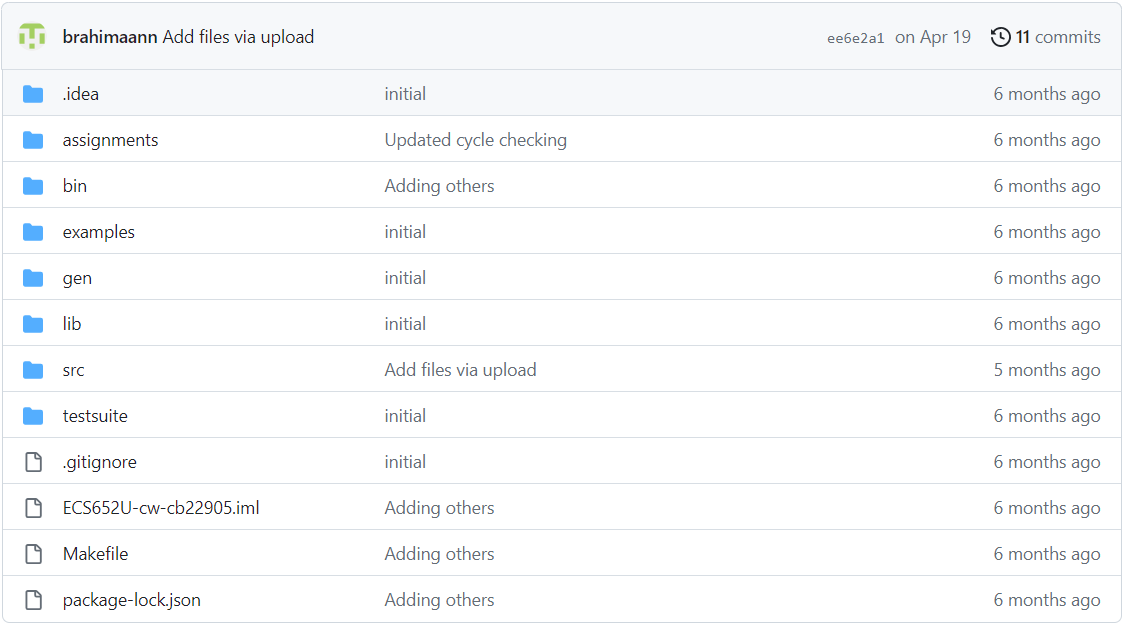 brahimaann Add files via upload ee6e2a1 on Apr 19 11 commits
.idea initial 6 months ago
assignments Updated cycle checking 6 months ago
bin Adding others 6 months ago
examples initial 6 months ago
gen initial 6 months ago
lib initial 6 months ago
src Add files via upload 5 months ago
testsuite initial 6 months ago
.gitignore initial 6 months ago
ECS652U-cw-cb22905.iml Adding others 6 months ago
Makefile Adding others 6 months ago
package-lock.json Adding others 6 months ago